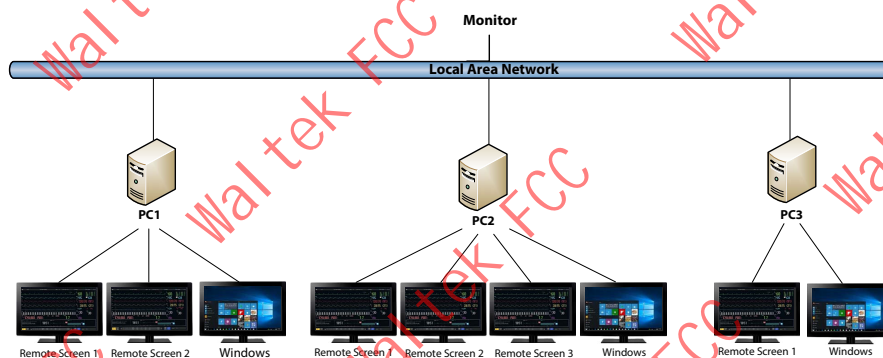 Monitor
Local Area Network
PC1
PC2
PC3
Remote Screen 1
Remote Screen 2
Windows
Remote Screen 1
Remote Screen 2
Remote Screen 3
Windows
Remote Screen 1
Windows
Waltek FCC
Waltek FCC